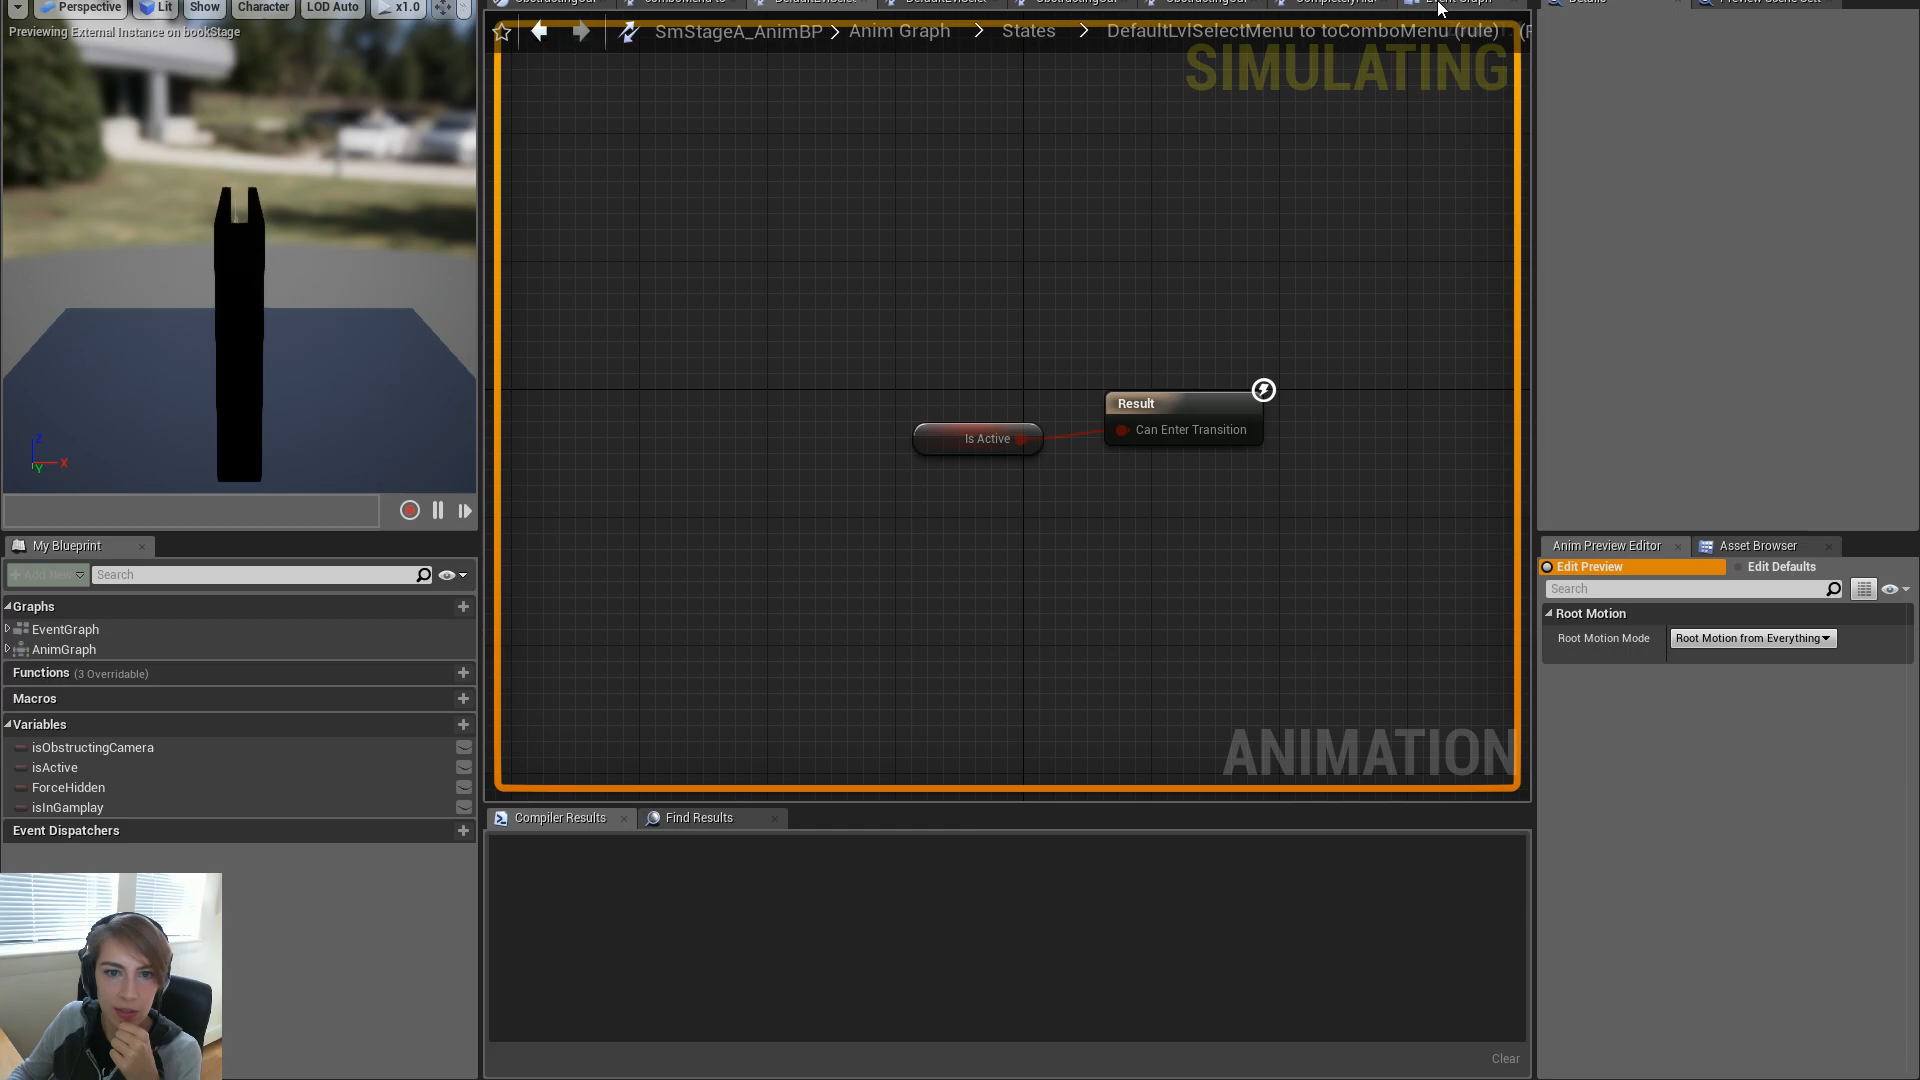 Perspective
Lit
Show
Character
LOD Auto
x1.0
Previewing External Instance on bookStage
SmStageA_AnimBP > Anim Graph > States > DefaultLvlSelectMenu to toComboMenu (rule)
SIMULATING
Is Active
Result
Can Enter Transition
ANIMATION
Z
X
Y
My Blueprint
Add New
Search
Graphs
EventGraph
AnimGraph
Functions (3 Overridable)
Macros
Variables
isObstructingCamera
isActive
ForceHidden
isInGamplay
Event Dispatchers
Compiler Results
Find Results
Clear
Anim Preview Editor
Asset Browser
Edit Preview
Edit Defaults
Search
Root Motion
Root Motion Mode
Root Motion from Everything